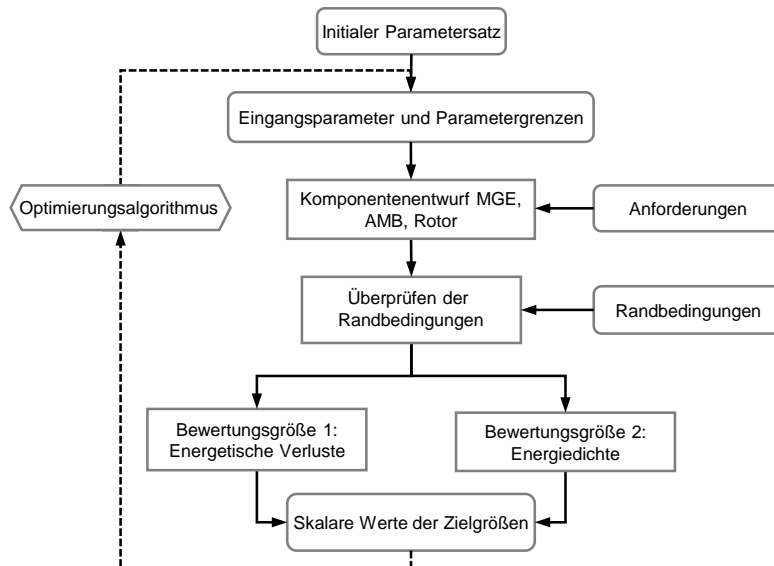 Initialer Parametersatz
Eingangsparameter und Parametergrenzen
Optimierungsalgorithmus
Komponentenentwurf MGE,
AMB, Rotor
Anforderungen
Überprüfen der
Randbedingungen
Randbedingungen
Bewertungsgröße 1:
Energetische Verluste
Bewertungsgröße 2:
Energiedichte
Skalare Werte der Zielgrößen